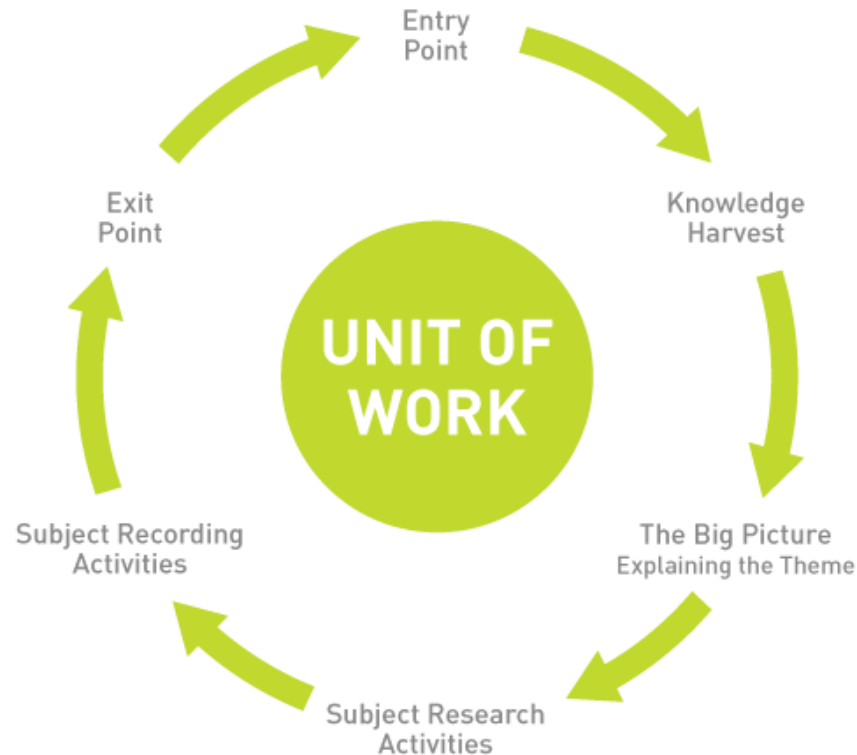 Entry
Point
Knowledge
Harvest
The Big Picture
Explaining the Theme
Subject Research
Activities
Subject Recording
Activities
Exit
Point
UNIT OF
WORK